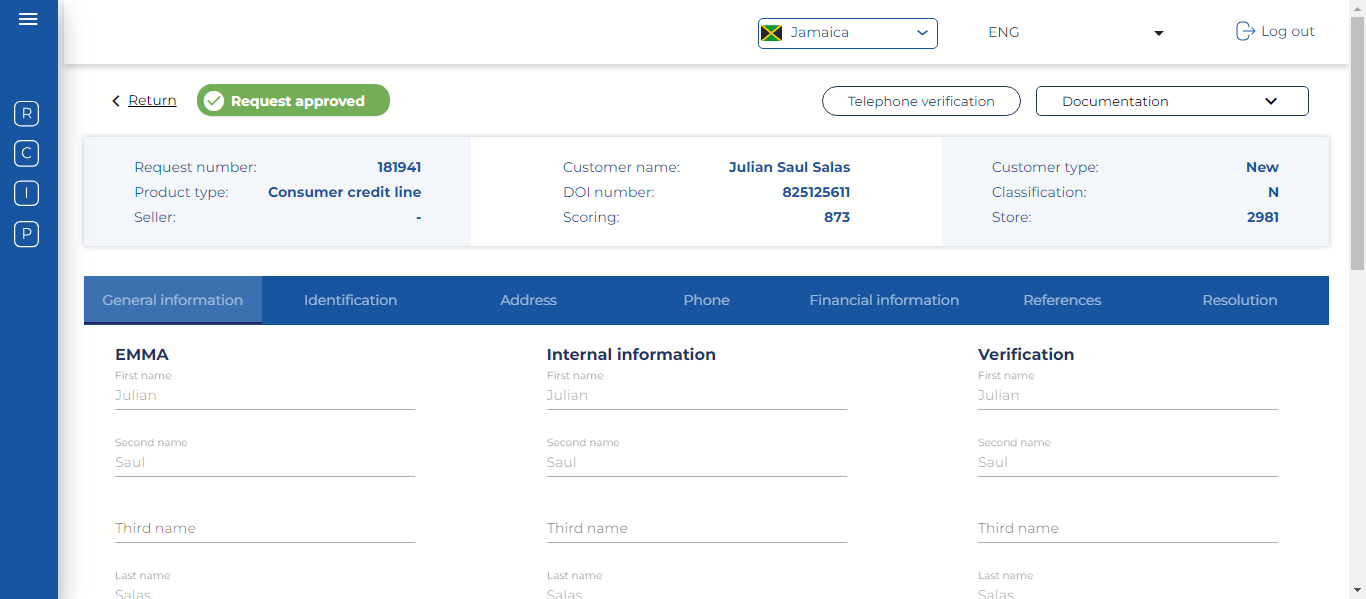 Jamaica
ENG
Log out
R
C
I
P
Return
Request approved
Telephone verification
Documentation
Request number: 181941
Product type: Consumer credit line
Seller: -
Customer name: Julian Saul Salas
DOI number: 825125611
Scoring: 873
Customer type: New
Classification: N
Store: 2981
General information Identification Address Phone Financial information References Resolution
EMMA
First name
Julian
Second name
Saul
Third name
Last name
Salas
Internal information
First name
Julian
Second name
Saul
Third name
Last name
Salas
Verification
First name
Julian
Second name
Saul
Third name
Last name
Salas